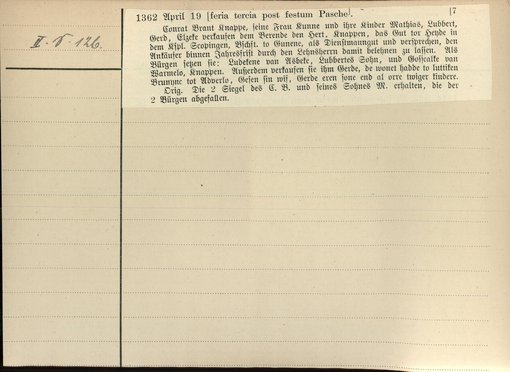 II. 126.
1362 April 19 [feria tercia post festum Pasche]. [7
Conrat Brant Knappe, seine Frau Kunne und ihre Kinder Mathias, Lubbert,
Gerd, Elzeke verkaufen dem Berende den Hert, Knappen, das Gut tor Heyde in
dem Kspl. Scopingen, Bschf. to Gunene, als Dienstmanngut und versprechen, den
Ankäufer binnen Jahresfrist durch den Lehnsherrn damit belehnen zu lassen. Als
Bürgen setzen sie: Ludekene van Asbeke, Lubbertes Sohn, und Gosscalke van
Warmelo, Knappen. Außerdem verkaufen sie ihm Gerde, de wonet hadde to luttiken
Brunync tot Adverlo, Gesen sin wif, Gerde eren sone end al orre twiger kindere.
Orig. Die 2 Siegel des C. B. und seines Sohnes M. erhalten, die der
2 Bürgen abgefallen.